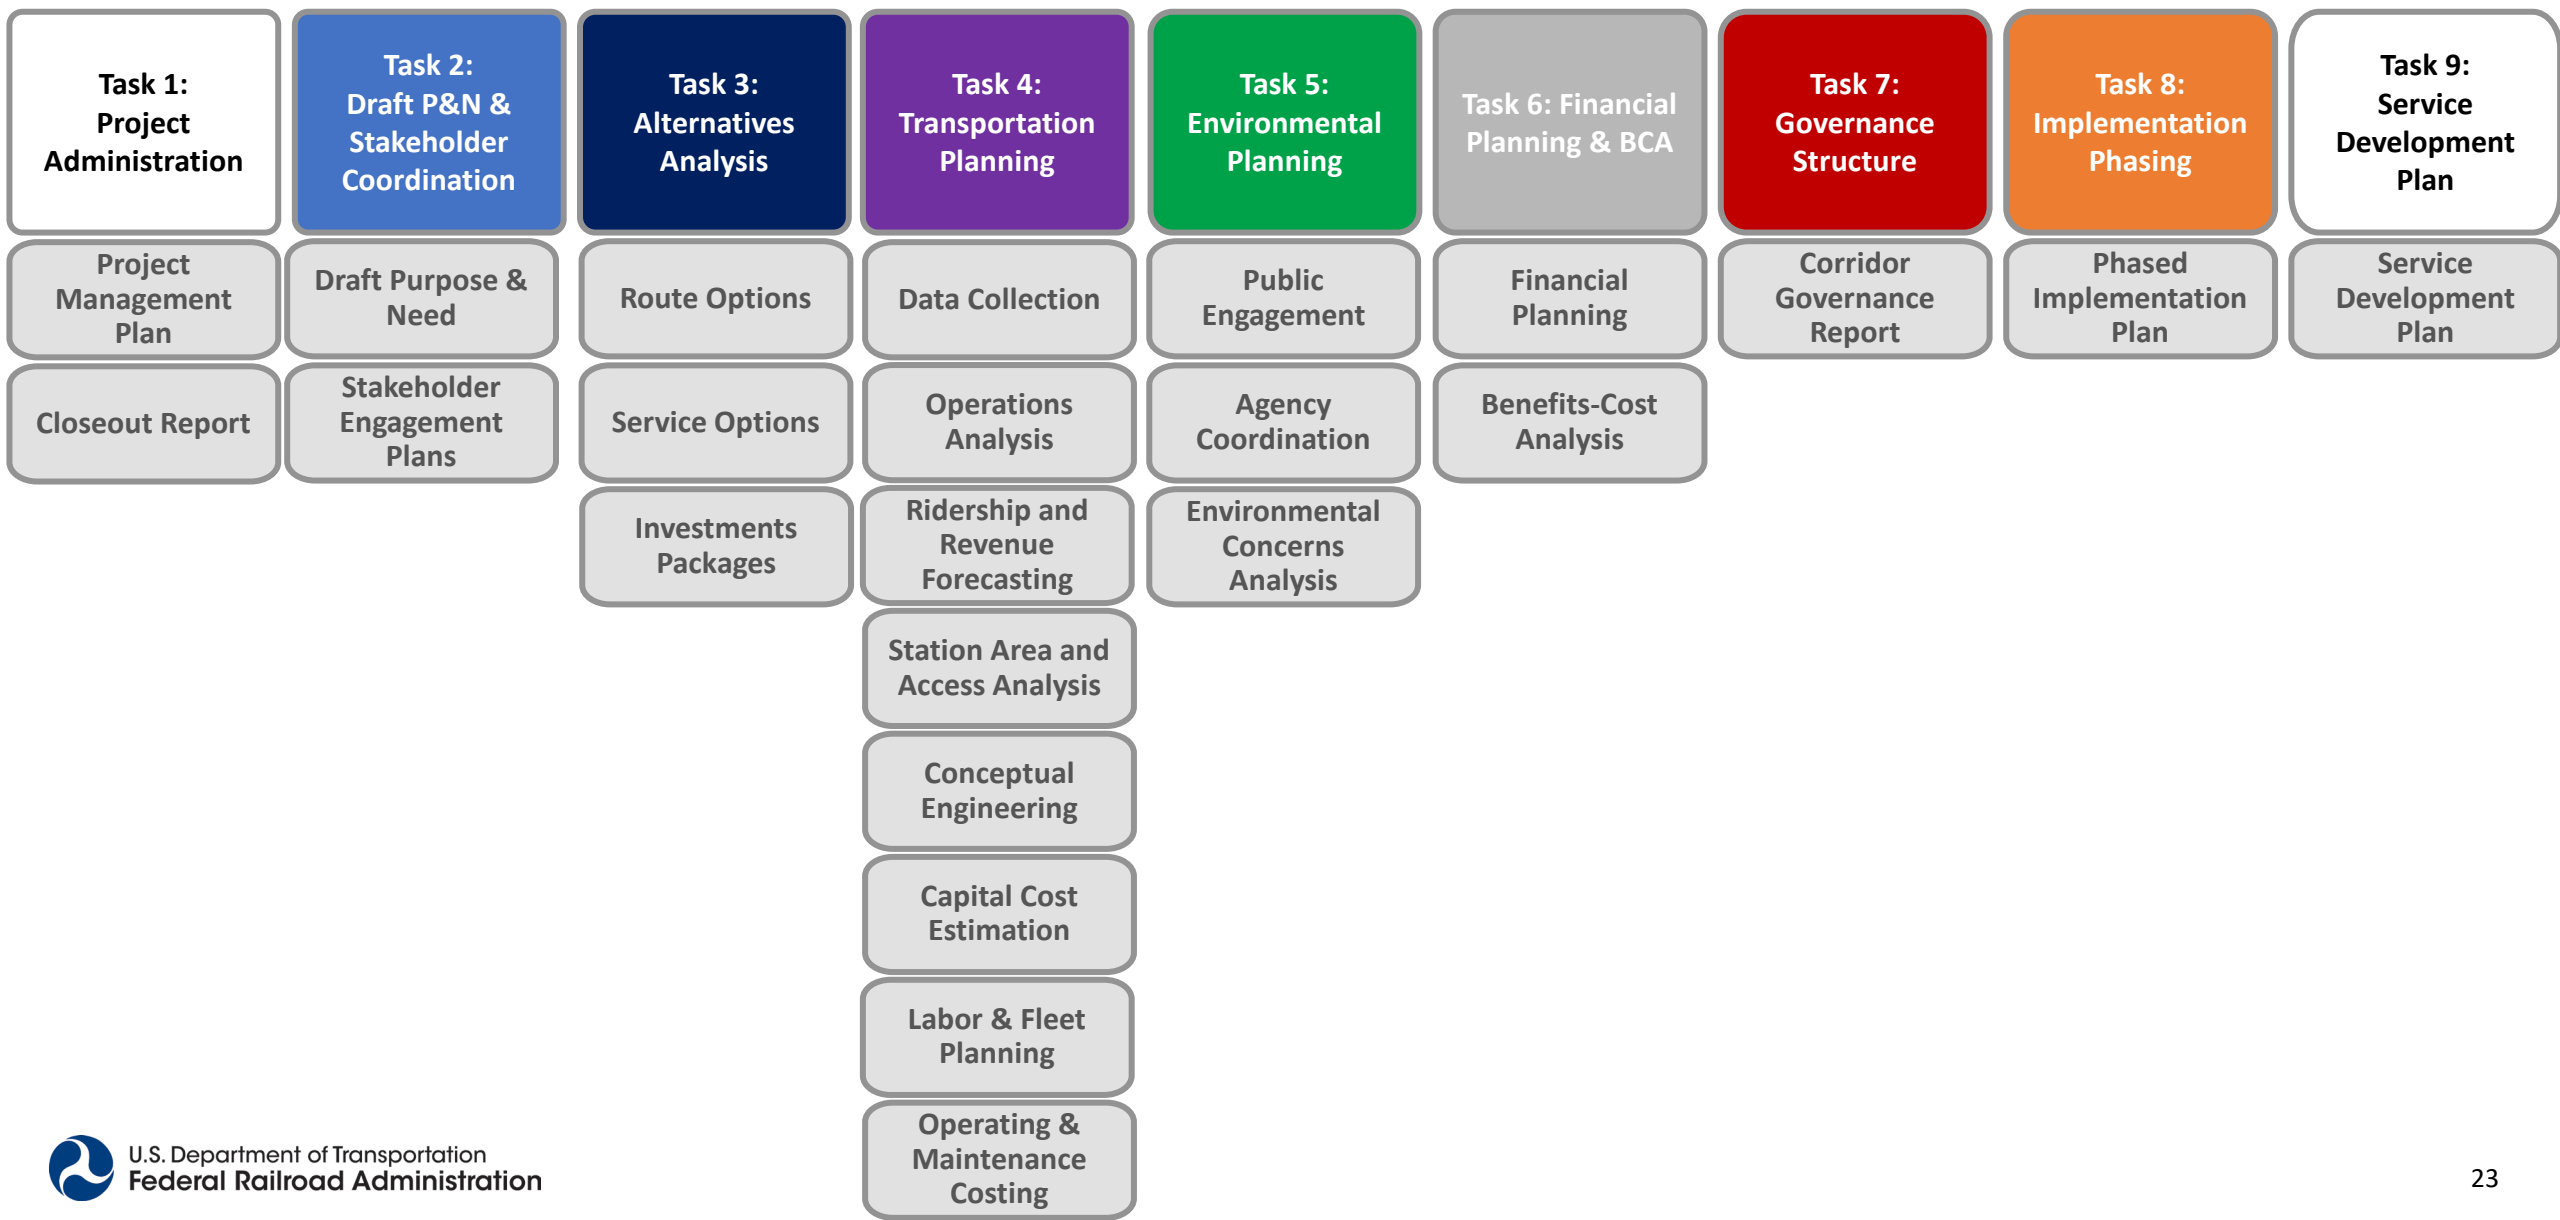 Task 1:
Project
Administration
Project
Management
Plan
Closeout Report
Task 2:
Draft P&N &
Stakeholder
Coordination
Draft Purpose &
Need
Stakeholder
Engagement
Plans
Task 3:
Alternatives
Analysis
Route Options
Service Options
Investments
Packages
Task 4:
Transportation
Planning
Data Collection
Operations
Analysis
Ridership and
Revenue
Forecasting
Station Area and
Access Analysis
Conceptual
Engineering
Capital Cost
Estimation
Labor & Fleet
Planning
Operating &
Maintenance
Costing
Task 5:
Environmental
Planning
Public
Engagement
Agency
Coordination
Environmental
Concerns
Analysis
Task 6: Financial
Planning & BCA
Financial
Planning
Benefits-Cost
Analysis
Task 7:
Governance
Structure
Corridor
Governance
Report
Task 8:
Implementation
Phasing
Phased
Implementation
Plan
Task 9:
Service
Development
Plan
Service
Development
Plan
U.S. Department of Transportation
Federal Railroad Administration
23